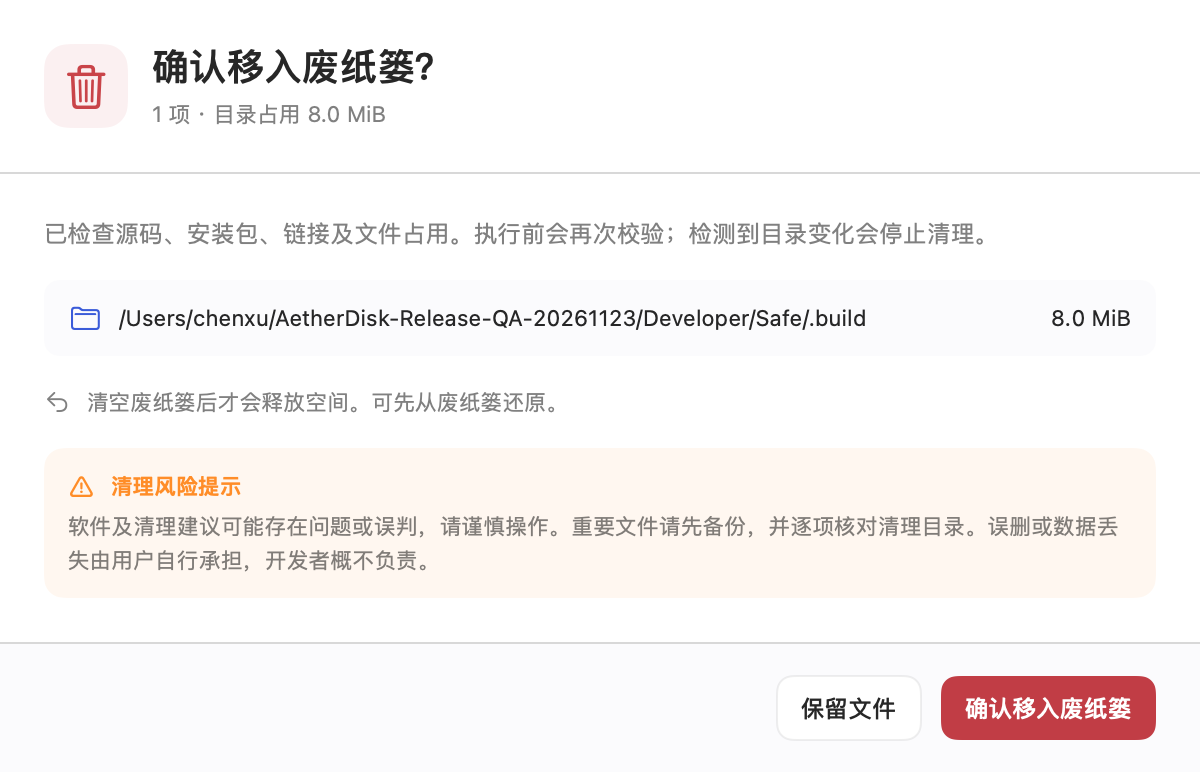 确认移入废纸篓?
1 项 · 目录占用 8.0 MiB
已检查源码、安装包、链接及文件占用。执行前会再次校验；检测到目录变化会停止清理。
/Users/chenxu/AetherDisk-Release-QA-20261123/Developer/Safe/.build 8.0 MiB
清空废纸篓后才会释放空间。可先从废纸篓还原。
清理风险提示
软件及清理建议可能存在问题或误判，请谨慎操作。重要文件请先备份，并逐项核对清理目录。误删或数据丢
失由用户自行承担，开发者概不负责。
保留文件 确认移入废纸篓